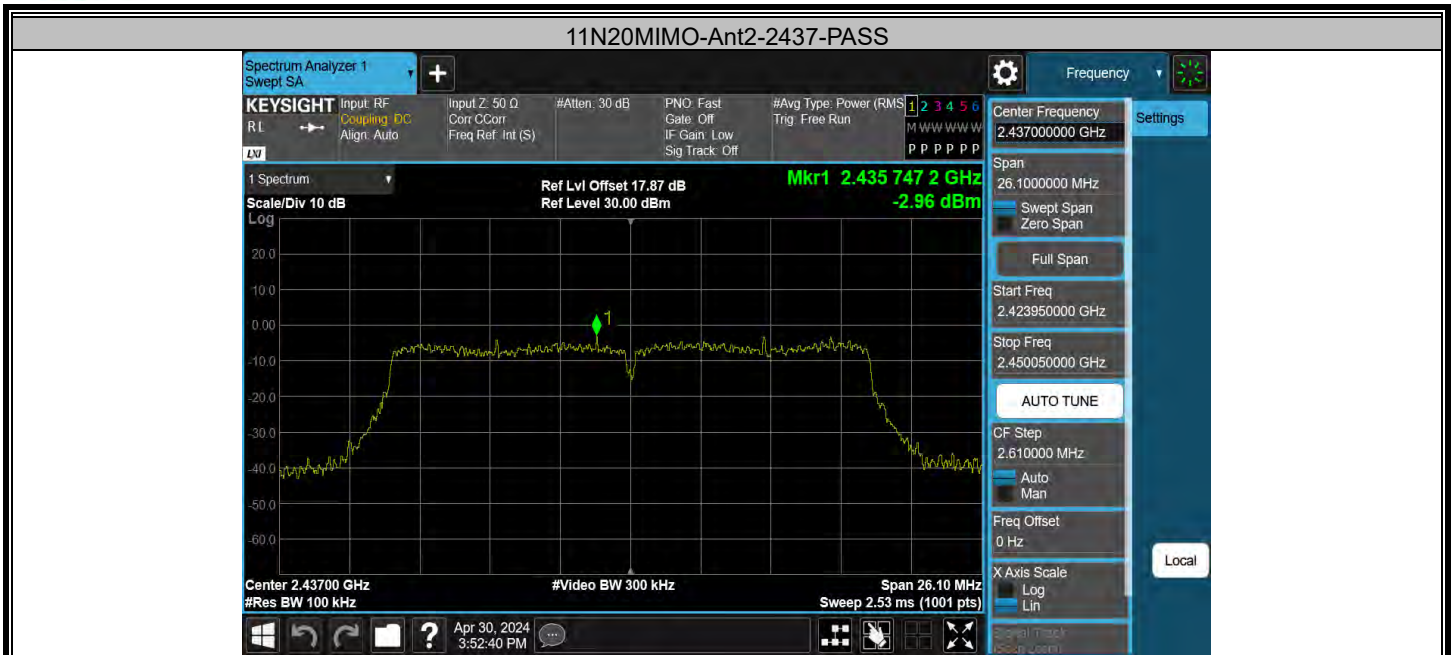 11N20MIMO-Ant2-2437-PASS
Spectrum Analyzer 1
Swept SA
+
Frequency
KEYSIGHT
RL
LXI
Input: RF
Coupling: DC
Align: Auto
Input Z: 50 Ω
Corr CCorr
Freq Ref: Int (S)
#Atten: 30 dB
PNO: Fast
Gate: Off
IF Gain: Low
Sig Track: Off
#Avg Type: Power (RMS
Trig: Free Run
1 2 3 4 5 6
M W W W W W
P P P P P P
Center Frequency
2.437000000 GHz
Settings
1 Spectrum
Scale/Div 10 dB
Log
Ref Lvl Offset 17.87 dB
Ref Level 30.00 dBm
Mkr1 2.435 747 2 GHz
-2.96 dBm
20.0
10.0
0.00
-10.0
-20.0
-30.0
-40.0
-50.0
-60.0
1
Span
26.1000000 MHz
Swept Span
Zero Span
Full Span
Start Freq
2.423950000 GHz
Stop Freq
2.450050000 GHz
AUTO TUNE
CF Step
2.610000 MHz
Auto
Man
Freq Offset
0 Hz
X Axis Scale
Log
Lin
Local
Center 2.43700 GHz
#Res BW 100 kHz
#Video BW 300 kHz
Span 26.10 MHz
Sweep 2.53 ms (1001 pts)
?
Apr 30, 2024
3:52:40 PM